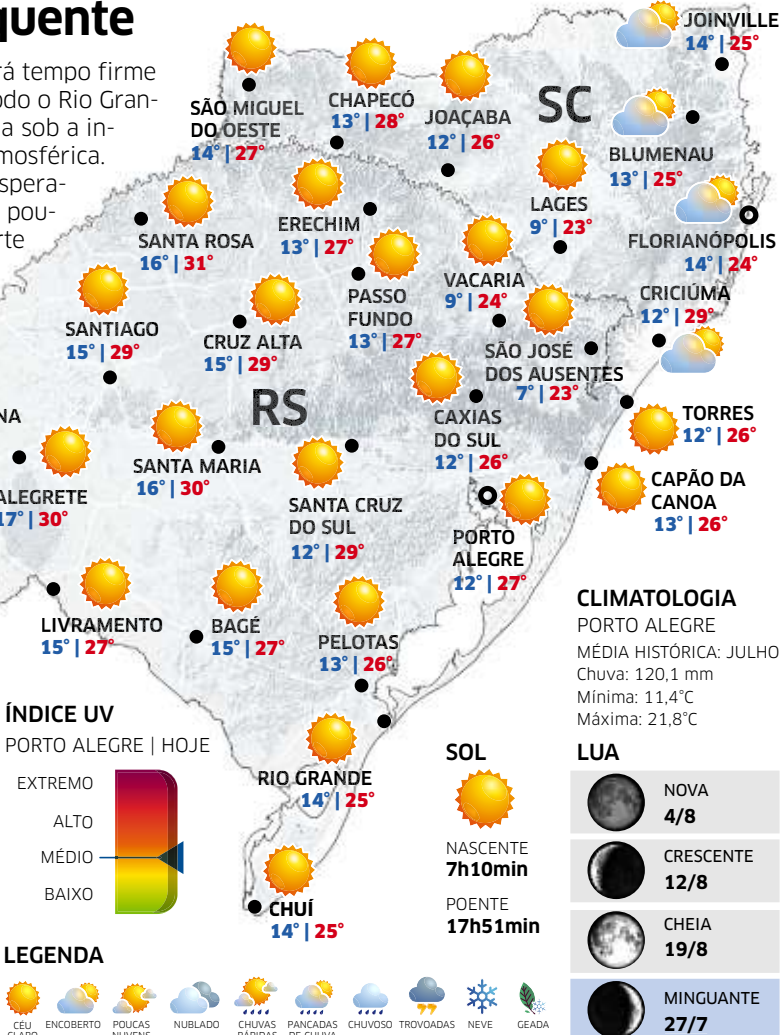 quente
rá tempo firme
odo o Rio Gran-
a sob a in-
mosférica.
spera-
pou-
rte
SC
JOINVILLE
14° | 25°
SÃO MIGUEL
DO OESTE
14° | 27°
CHAPECÓ
13° | 28°
JOAÇABA
12° | 26°
BLUMENAU
13° | 25°
LAGES
9° | 23°
FLORIANÓPOLIS
14° | 24°
SANTA ROSA
16° | 31°
ERECHIM
13° | 27°
VACARIA
9° | 24°
CRICIÚMA
12° | 29°
PASSO
FUNDO
13° | 27°
SANTIAGO
15° | 29°
CRUZ ALTA
15° | 29°
SÃO JOSÉ
DOS AUSENTES
7° | 23°
RS
NA
CAXIAS
DO SUL
12° | 26°
TORRES
12° | 26°
ALEGRETE
17° | 30°
SANTA MARIA
16° | 30°
SANTA CRUZ
DO SUL
12° | 29°
CAPÃO DA
CANOA
13° | 26°
PORTO
ALEGRE
12° | 27°
LIVRAMENTO
15° | 27°
BAGÉ
15° | 27°
PELOTAS
13° | 26°
RIO GRANDE
14° | 25°
CHUÍ
14° | 25°
CLIMATOLOGIA
PORTO ALEGRE
MÉDIA HISTÓRICA: JULHO
Chuva: 120,1 mm
Mínima: 11,4°C
Máxima: 21,8°C
ÍNDICE UV
PORTO ALEGRE | HOJE
EXTREMO
ALTO
MÉDIO
BAIXO
SOL
NASCENTE
7h10min
POENTE
17h51min
LUA
NOVA
4/8
CRESCENTE
12/8
CHEIA
19/8
MINGUANTE
27/7
LEGENDA
CÉU
CLARO
ENCOBERTO
POUCAS
NUVENS
NUBLADO
CHUVAS
RÁPIDAS
PANCADAS
DE CHUVA
CHUVOSO
TROVOADAS
NEVE
GEADA